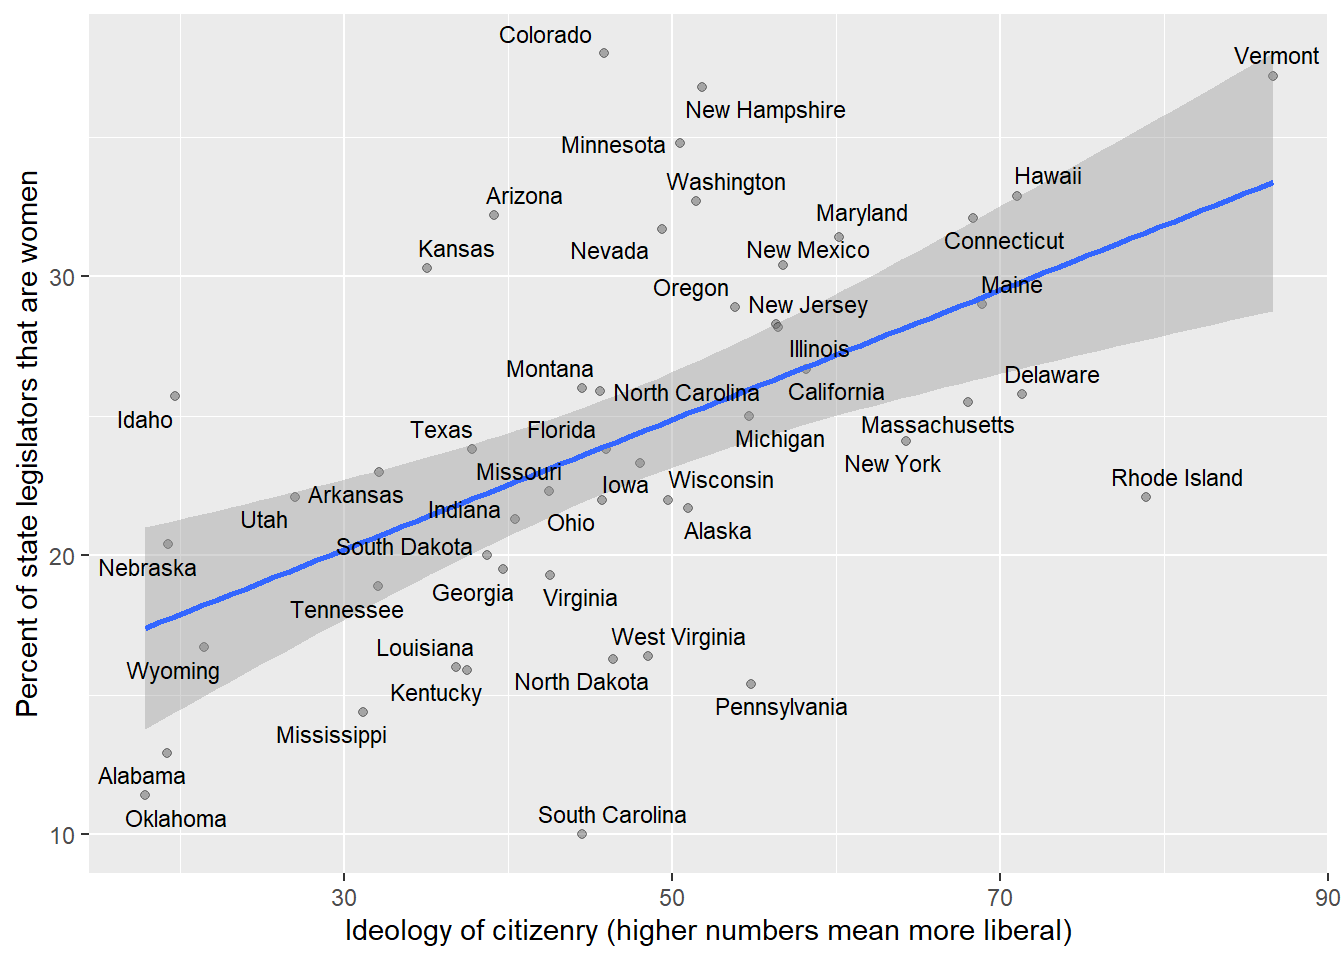 Colorado
Vermont
New Hampshire
Minnesota
Hawaii
Washington
Arizona
Maryland
Connecticut
Kansas
Nevada
New Mexico
30
Maine
Oregon
New Jersey
Illinois
Montana
Delaware
North Carolina
California
Idaho
Texas
Florida
Massachusetts
Michigan
New York
Missouri
Rhode Island
Arkansas
Iowa
Wisconsin
Utah
Indiana
Ohio
Alaska
20
South Dakota
Nebraska
Georgia
Virginia
Tennessee
West Virginia
Louisiana
Wyoming
North Dakota
Kentucky
Pennsylvania
Mississippi
Alabama
Oklahoma
South Carolina
10
Percent of state legislators that are women
30
50
70
90
Ideology of citizenry (higher numbers mean more liberal)